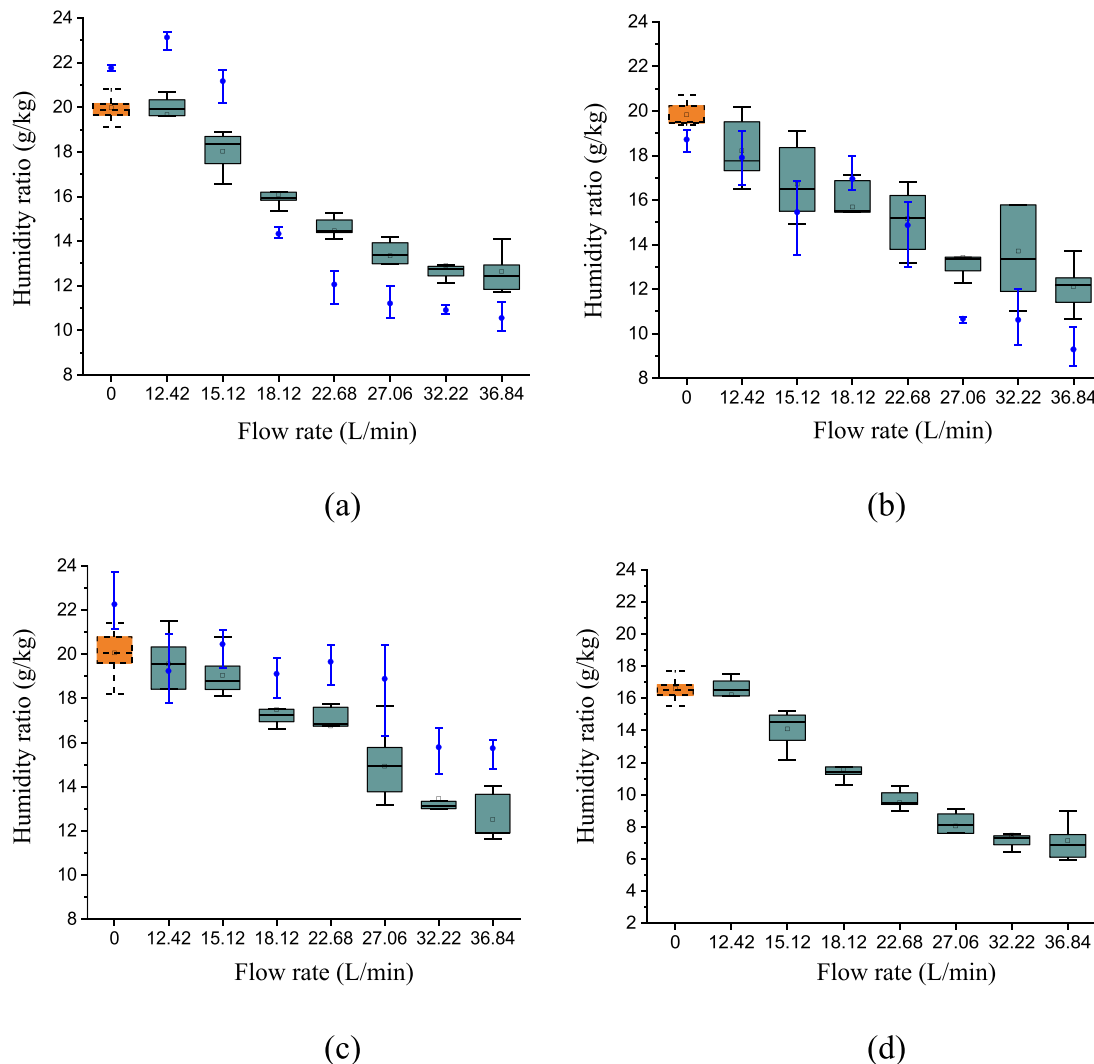 24
22
20
18
16
14
12
10
8
Humidity ratio (g/kg)
0 12.42 15.12 18.12 22.68 27.06 32.22 36.84
Flow rate (L/min)
(a)
24
22
20
18
16
14
12
10
8
Humidity ratio (g/kg)
0 12.42 15.12 18.12 22.68 27.06 32.22 36.84
Flow rate (L/min)
(b)
24
22
20
18
16
14
12
10
8
Humidity ratio (g/kg)
0 12.42 15.12 18.12 22.68 27.06 32.22 36.84
Flow rate (L/min)
(c)
24
22
20
18
16
14
12
10
8
6
4
2
Humidity ratio (g/kg)
0 12.42 15.12 18.12 22.68 27.06 32.22 36.84
Flow rate (L/min)
(d)